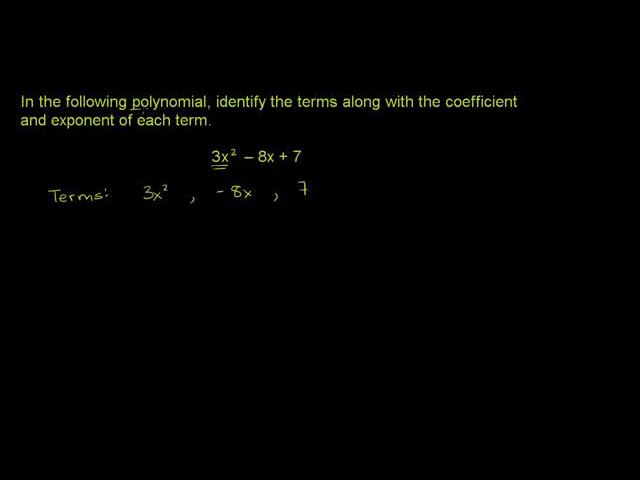 In the following polynomial, identify the terms along with the coefficient
and exponent of each term.
3x² – 8x + 7
Terms: 3x² , - 8x , 7